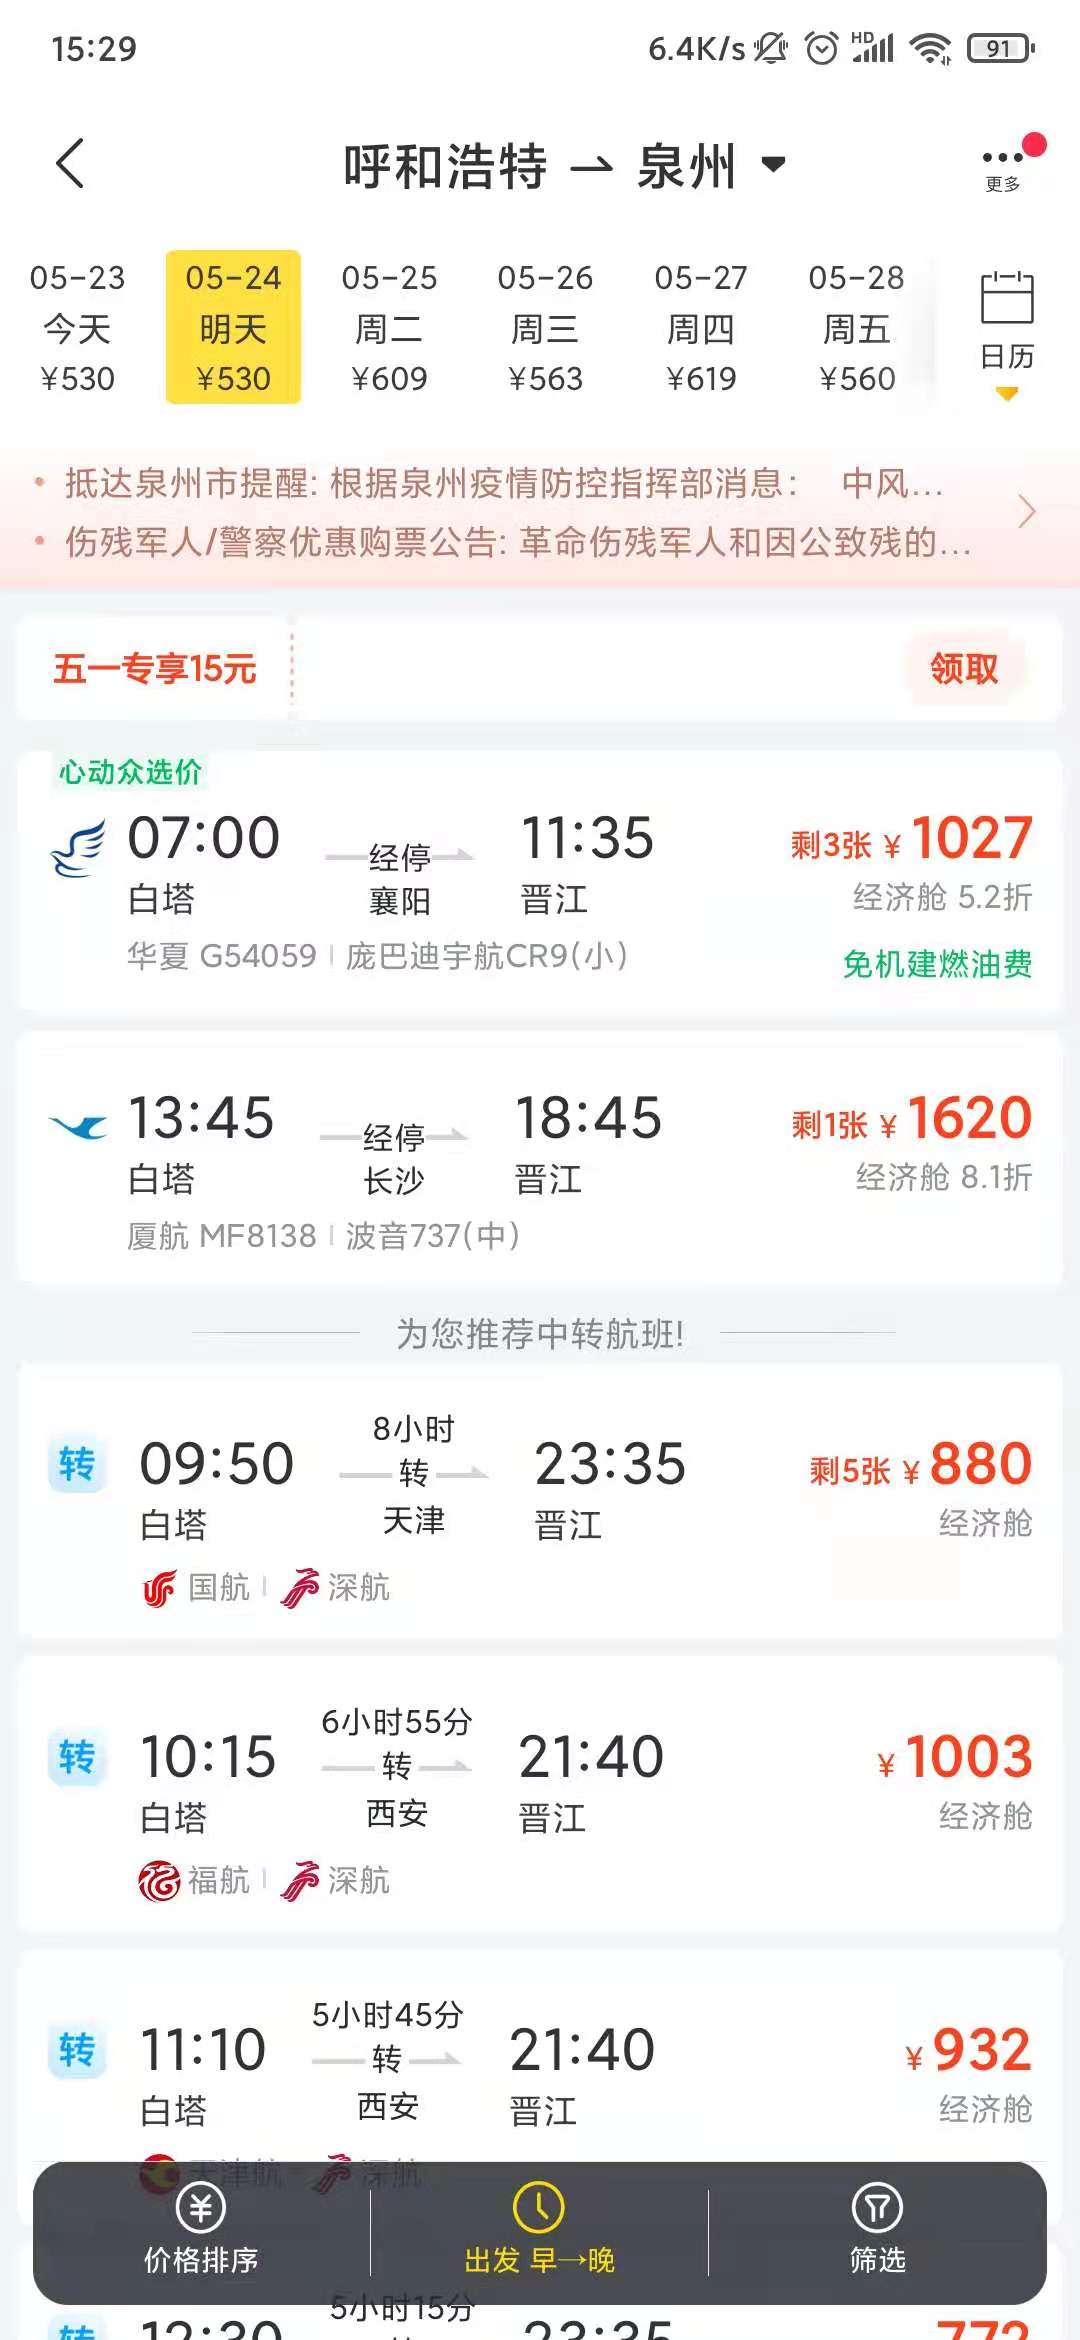 15:29 6.4K/s HD 91
呼和浩特 → 泉州
更多
05-23 05-24 05-25 05-26 05-27 05-28
今天 明天 周二 周三 周四 周五 日历
¥530 ¥530 ¥609 ¥563 ¥619 ¥560
• 抵达泉州市提醒: 根据泉州疫情防控指挥部消息: 中风...
• 伤残军人/警察优惠购票公告: 革命伤残军人和因公致残的...
五一专享15元 领取
心动众选价
07:00 经停 11:35 剩3张 ¥1027
白塔 襄阳 晋江 经济舱 5.2折
华夏 G54059 | 庞巴迪宇航CR9(小) 免机建燃油费
13:45 经停 18:45 剩1张 ¥1620
白塔 长沙 晋江 经济舱 8.1折
厦航 MF8138 | 波音737(中)
为您推荐中转航班!
8小时
转 09:50 转 23:35 剩5张 ¥880
白塔 天津 晋江 经济舱
国航 | 深航
6小时55分
转 10:15 转 21:40 ¥1003
白塔 西安 晋江 经济舱
福航 | 深航
5小时45分
转 11:10 转 21:40 ¥932
白塔 西安 晋江 经济舱
天津航 深航
价格排序 出发 早→晚 筛选
5小时15分
转 12:30 23:35 772